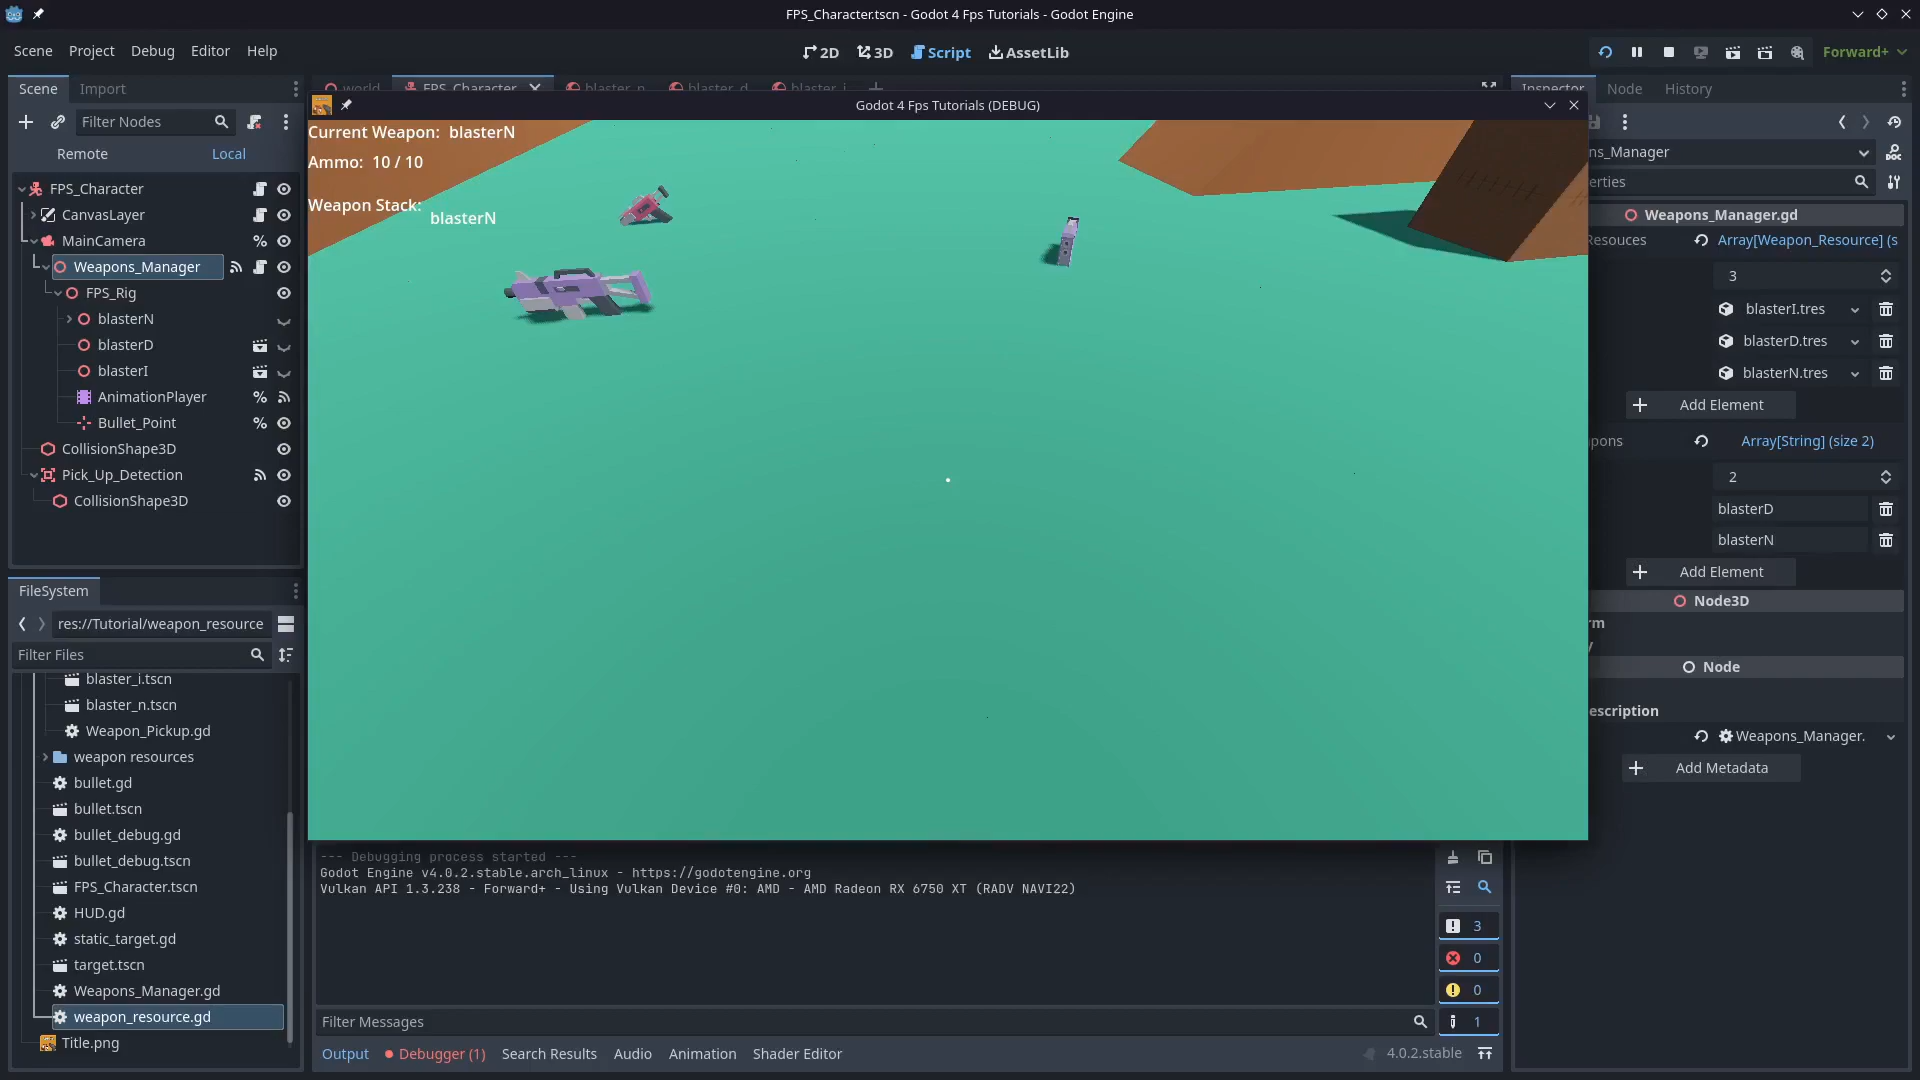 FPS_Character.tscn - Godot 4 Fps Tutorials - Godot Engine
Scene Project Debug Editor Help
2D 3D Script AssetLib
Forward+
Scene Import
Filter Nodes
Remote Local
FPS_Character
CanvasLayer
MainCamera
Weapons_Manager
FPS_Rig
blasterN
blasterD
blasterI
AnimationPlayer
Bullet_Point
CollisionShape3D
Pick_Up_Detection
CollisionShape3D
FileSystem
res://Tutorial/weapon_resource
Filter Files
blaster_i.tscn
blaster_n.tscn
Weapon_Pickup.gd
weapon resources
bullet.gd
bullet.tscn
bullet_debug.gd
bullet_debug.tscn
FPS_Character.tscn
HUD.gd
static_target.gd
target.tscn
Weapons_Manager.gd
weapon_resource.gd
Title.png
world FPS_Character blaster_n blaster_d blaster_i
Godot 4 Fps Tutorials (DEBUG)
Current Weapon: blasterN
Ammo: 10 / 10
Weapon Stack:
blasterN
--- Debugging process started ---
Godot Engine v4.0.2.stable.arch_linux - https://godotengine.org
Vulkan API 1.3.238 - Forward+ - Using Vulkan Device #0: AMD - AMD Radeon RX 6750 XT (RADV NAVI22)
3
0
0
1
Filter Messages
Output Debugger (1) Search Results Audio Animation Shader Editor
4.0.2.stable
Inspector Node History
ns_Manager
erties
Weapons_Manager.gd
Resouces Array[Weapon_Resource] (s
3
blasterI.tres
blasterD.tres
blasterN.tres
Add Element
pons Array[String] (size 2)
2
blasterD
blasterN
Add Element
Node3D
rm
y
Node
escription
Weapons_Manager.
Add Metadata